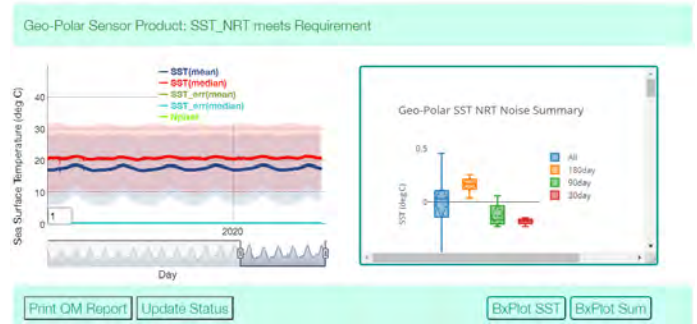 Geo-Polar Sensor Product: SST_NRT meets Requirement
SST(mean)
SST(median)
SST_err(mean)
SST_err(median)
Sea Surface Temperature (deg C)
40
30
20
10
0
1
2020
Day
Geo-Polar SST NRT Noise Summary
0.5
0
SST (deg C)
All
180day
90day
30day
Print QM Report
Update Status
BxPlot SST
BxPlot Sum